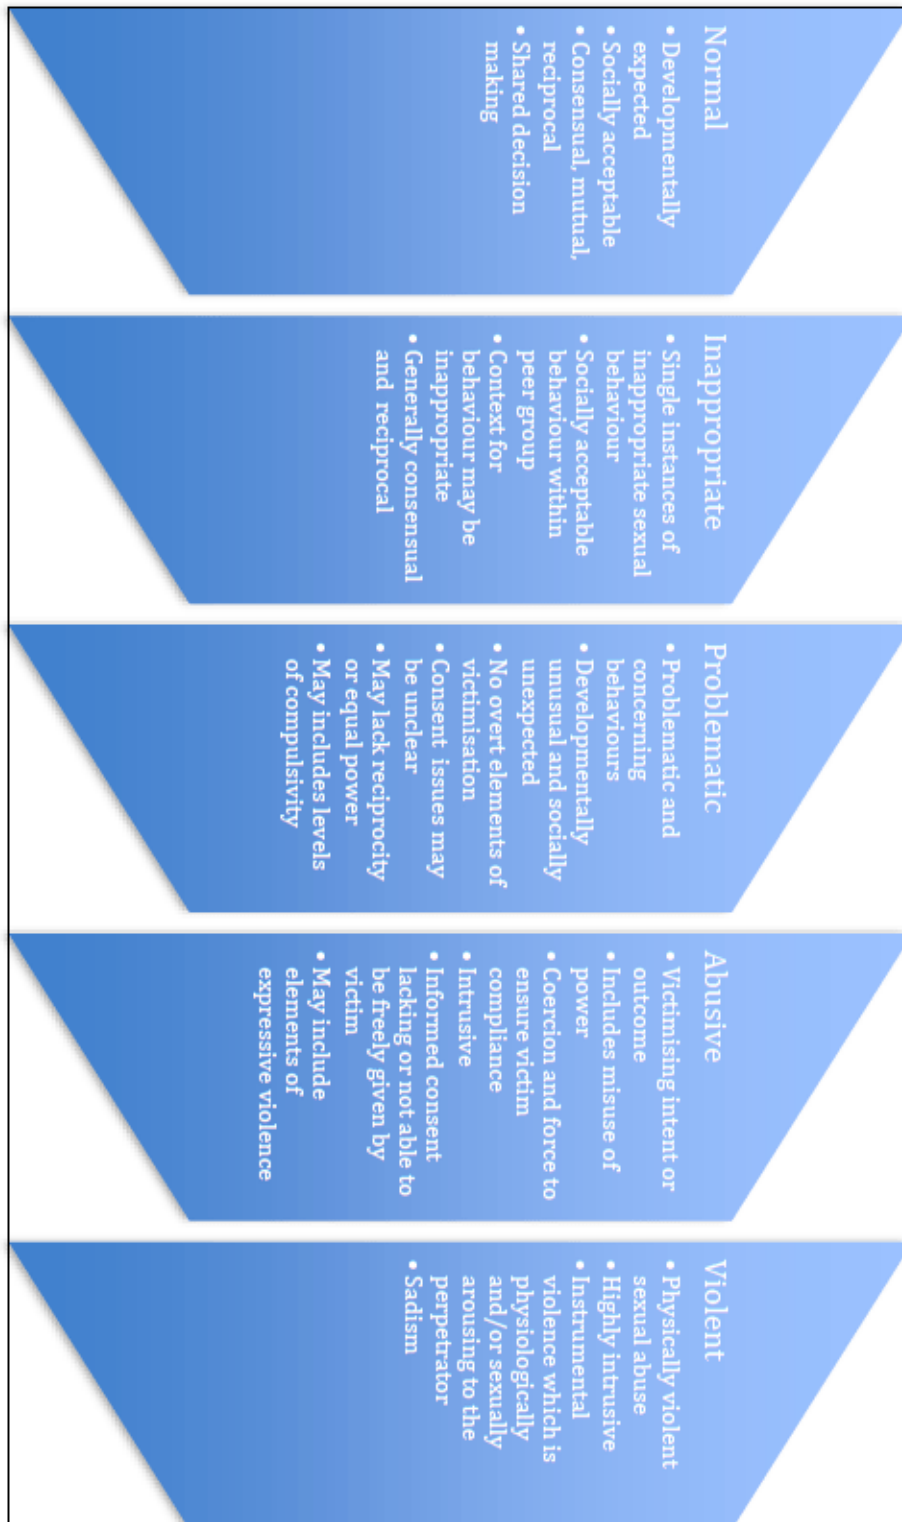 Normal
• Developmentally
expected
• Socially acceptable
• Consensual, mutual,
reciprocal
• Shared decision
making
Inappropriate
• Single instances of
inappropriate sexual
behaviour
• Socially acceptable
behaviour within
peer group
• Context for
behaviour may be
inappropriate
• Generally consensual
and reciprocal
Problematic
• Problematic and
concerning
behaviours
• Developmentally
unusual and socially
unexpected
• No overt elements of
victimisation
• Consent issues may
be unclear
• May lack reciprocity
or equal power
• May includes levels
of compulsivity
Abusive
• Victimising intent or
outcome
• Includes misuse of
power
• Coercion and force to
ensure victim
compliance
• Intrusive
• Informed consent
lacking or not able to
be freely given by
victim
• May include
elements of
expressive violence
Violent
• Physically violent
sexual abuse
• Highly intrusive
• Instrumental
violence which is
physiologically
and/or sexually
arousing to the
perpetrator
• Sadism